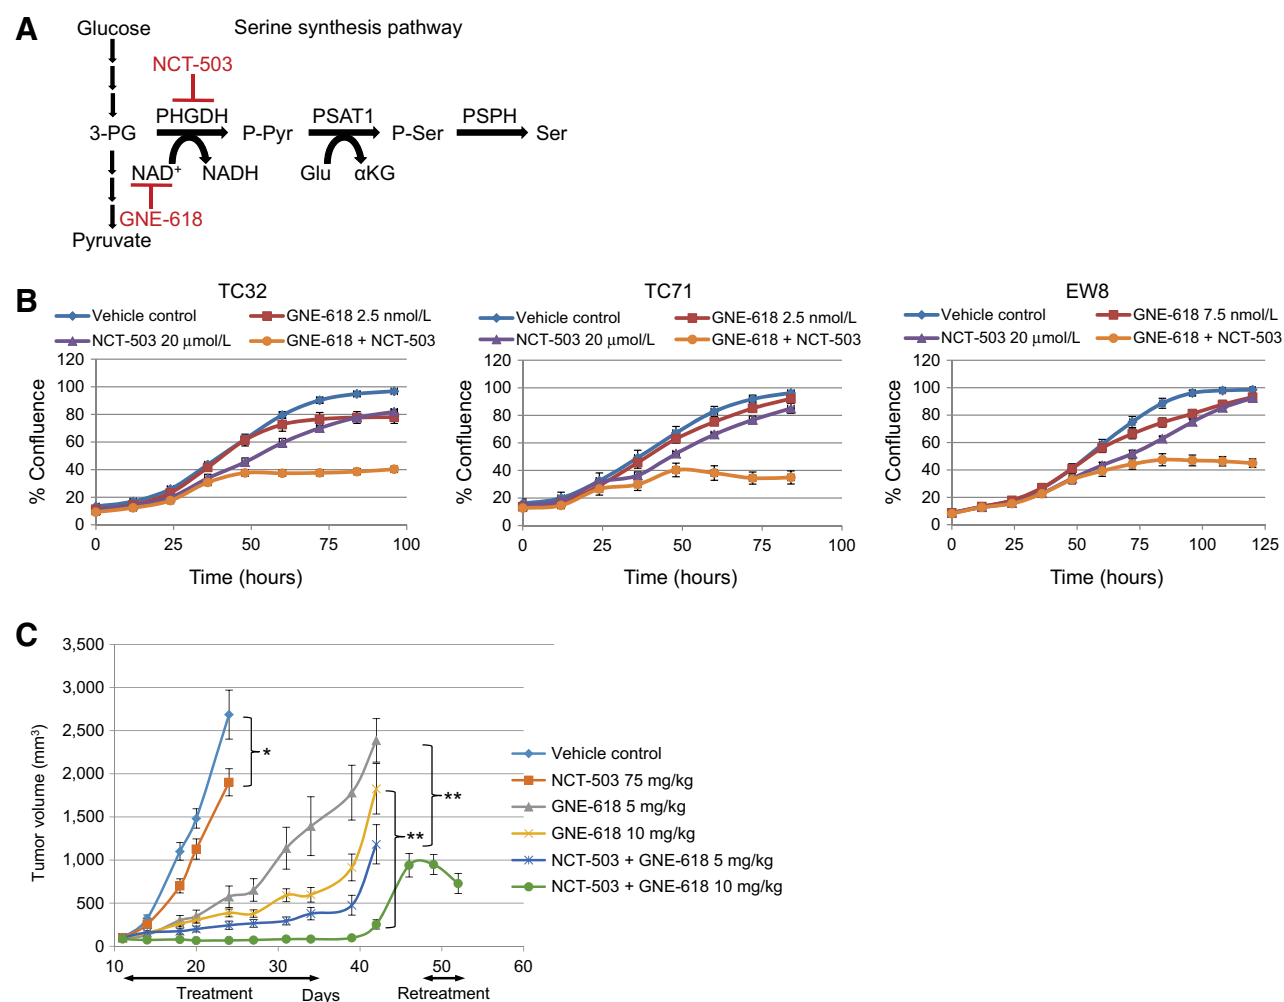 A
Glucose
Serine synthesis pathway
NCT-503
PHGDH
PSAT1
PSPH
3-PG
P-Pyr
P-Ser
Ser
NAD+
NADH
Glu
αKG
GNE-618
Pyruvate
B
TC32
Vehicle control
GNE-618 2.5 nmol/L
NCT-503 20 μmol/L
GNE-618 + NCT-503
120
100
80
60
40
20
0
% Confluence
0 25 50 75 100
Time (hours)
TC71
Vehicle control
GNE-618 2.5 nmol/L
NCT-503 20 μmol/L
GNE-618 + NCT-503
120
100
80
60
40
20
0
% Confluence
0 25 50 75 100
Time (hours)
EW8
Vehicle control
GNE-618 7.5 nmol/L
NCT-503 20 μmol/L
GNE-618 + NCT-503
120
100
80
60
40
20
0
% Confluence
0 25 50 75 100 125
Time (hours)
C
3,500
3,000
2,500
2,000
1,500
1,000
500
0
Tumor volume (mm³)
*
**
**
Vehicle control
NCT-503 75 mg/kg
GNE-618 5 mg/kg
GNE-618 10 mg/kg
NCT-503 + GNE-618 5 mg/kg
NCT-503 + GNE-618 10 mg/kg
10 20 30 40 50 60
Treatment
Days
Retreatment